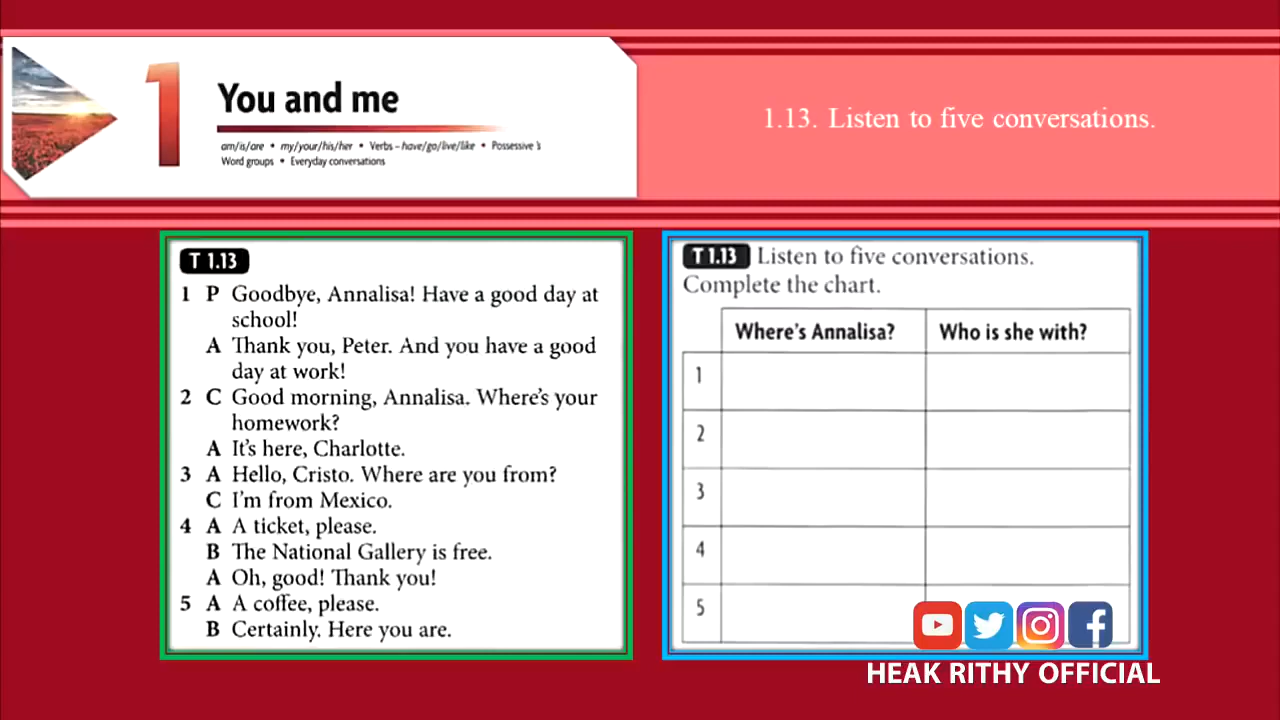 1 You and me
am/is/are • my/your/his/her • Verbs – have/go/live/like • Possessive 's
Word groups • Everyday conversations
1.13. Listen to five conversations.
T 1.13
1 P Goodbye, Annalisa! Have a good day at
school!
A Thank you, Peter. And you have a good
day at work!
2 C Good morning, Annalisa. Where's your
homework?
A It's here, Charlotte.
3 A Hello, Cristo. Where are you from?
C I'm from Mexico.
4 A A ticket, please.
B The National Gallery is free.
A Oh, good! Thank you!
5 A A coffee, please.
B Certainly. Here you are.
T 1.13 Listen to five conversations.
Complete the chart.
Where's Annalisa? Who is she with?
1
2
3
4
5
HEAK RITHY OFFICIAL